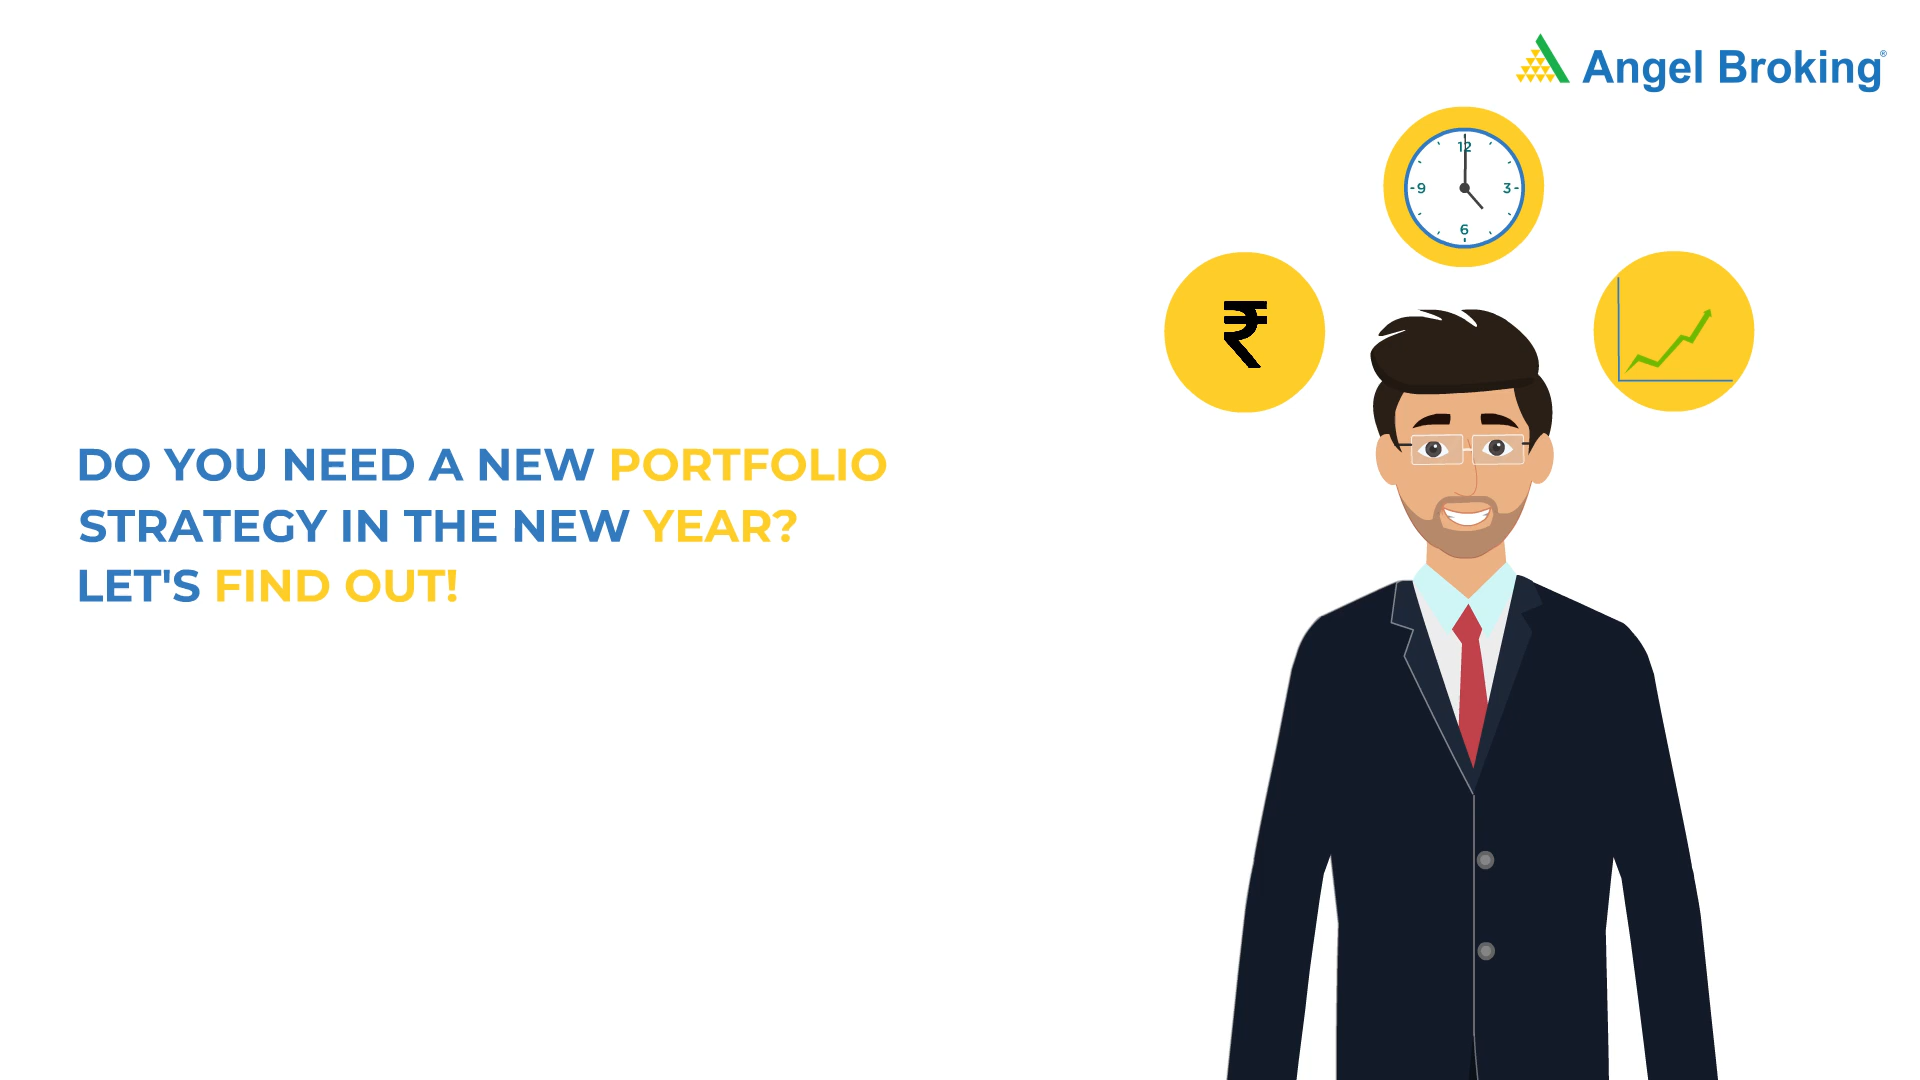 Angel Broking®
12
9
3
6
₹
DO YOU NEED A NEW PORTFOLIO
STRATEGY IN THE NEW YEAR?
LET'S FIND OUT!